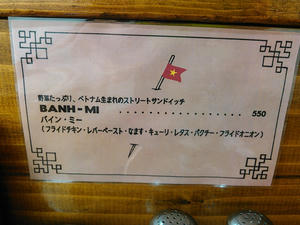 野菜たっぷり、ベトナム生まれのストリートサンドイッチ
BANH-MI .................. 550
バイン・ミー
(フライドチキン・レバーペースト・なます・キューリ・レタス・パクチー・フライドオニオン)